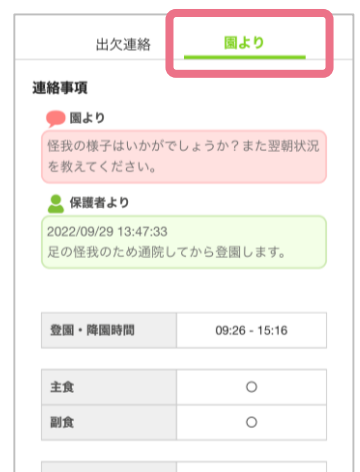 出欠連絡
園より
連絡事項
園より
怪我の様子はいかがでしょうか？また翌朝状況
を教えてください。
保護者より
2022/09/29 13:47:33
足の怪我のため通院してから登園します。
登園・降園時間
09:26 - 15:16
主食
○
副食
○